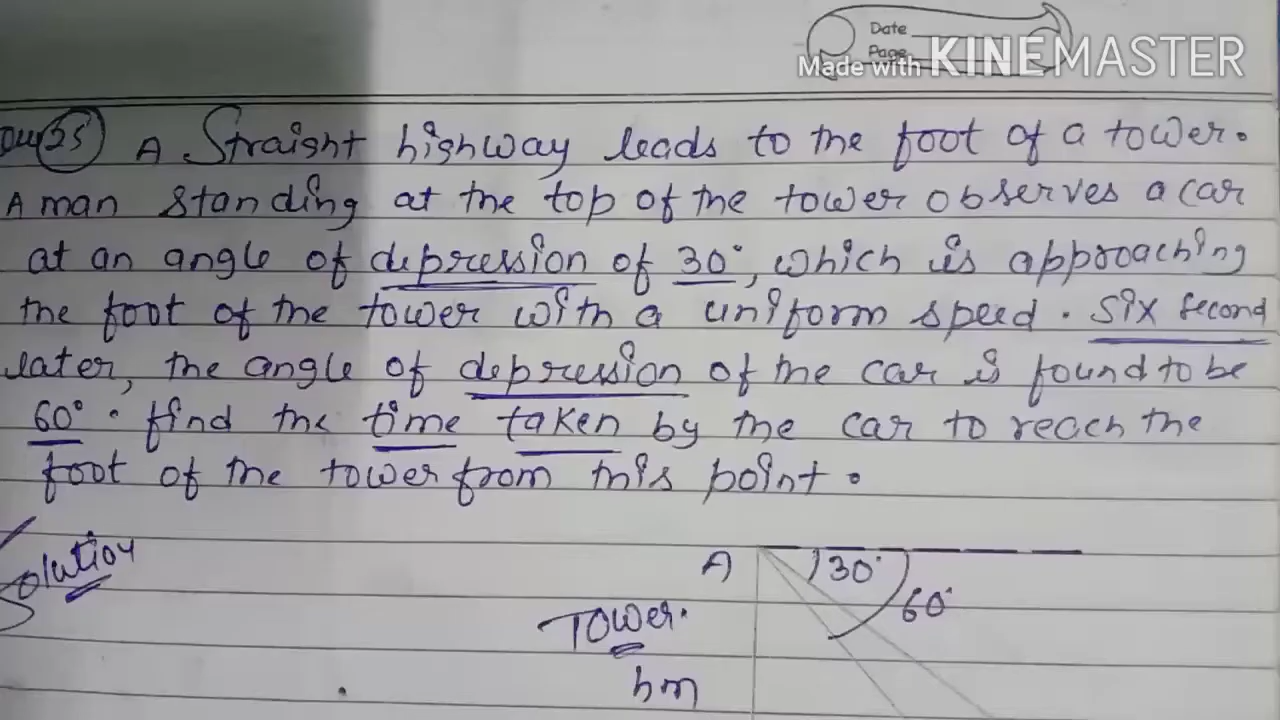 Date
Page
Made with KINEMASTER
Que 25 A Straight highway leads to the foot of a tower.
A man standing at the top of the tower observes a car
at an angle of depression of 30°, which is approaching
the foot of the tower with a uniform speed. six second
later, the angle of depression of the car is found to be
60°. find the time taken by the car to reach the
foot of the tower from this point.
Solution
A 30° 60°
Tower.
hm